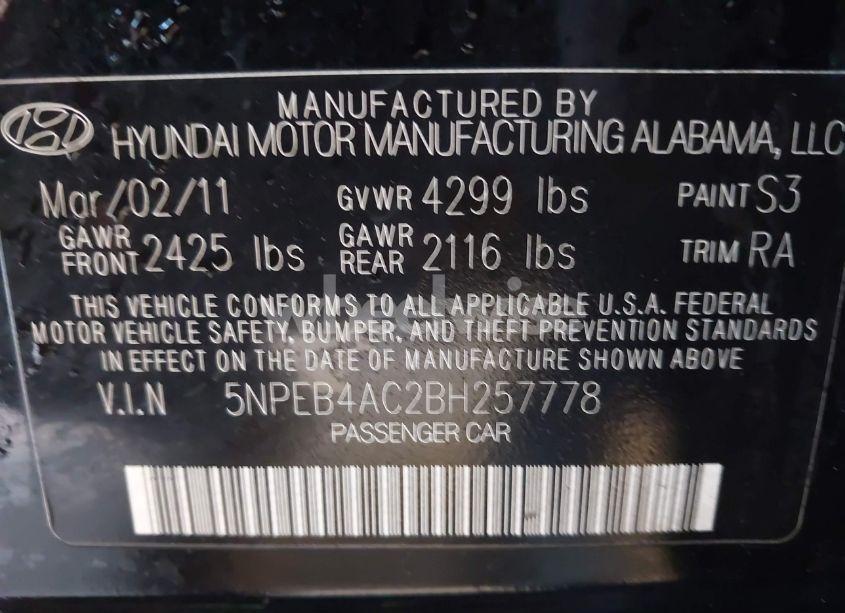 MANUFACTURED BY
HYUNDAI MOTOR MANUFACTURING ALABAMA, LLC
Mar/02/11 GVWR 4299 lbs PAINT S3
GAWR FRONT 2425 lbs GAWR REAR 2116 lbs TRIM RA
THIS VEHICLE CONFORMS TO ALL APPLICABLE U.S.A. FEDERAL
MOTOR VEHICLE SAFETY, BUMPER, AND THEFT PREVENTION STANDARDS
IN EFFECT ON THE DATE OF MANUFACTURE SHOWN ABOVE
V.I.N 5NPEB4AC2BH257778
PASSENGER CAR